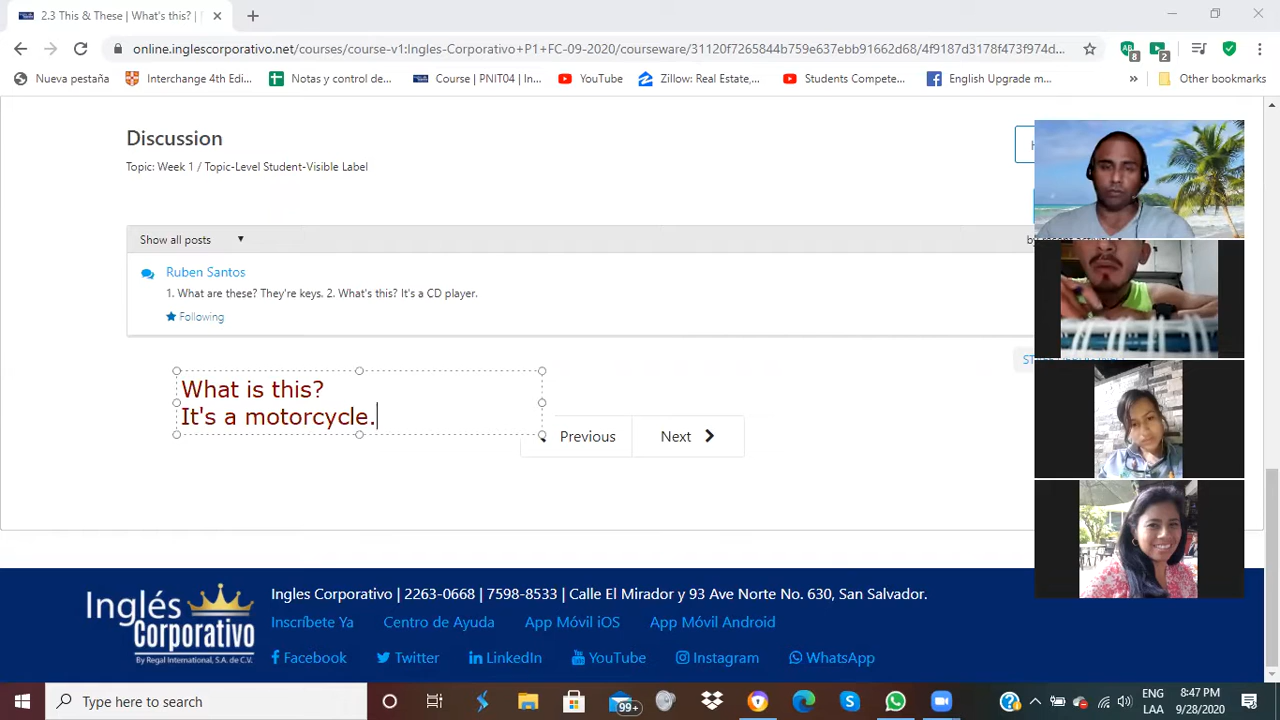 2.3 This & These | What's this? |
online.inglescorporativo.net/courses/course-v1:Ingles-Corporativo+P1+FC-09-2020/courseware/31120f7265844b759e637ebb91662d68/4f9187d3178f473f974d...
8
2
Nueva pestaña
Interchange 4th Edi...
Notas y control de...
Course | PNIT04 | In...
YouTube
Zillow: Real Estate,...
Students Compete...
English Upgrade m...
»
Other bookmarks
Discussion
Topic: Week 1 / Topic-Level Student-Visible Label
Show all posts
by recent activity
Ruben Santos
1. What are these? They're keys. 2. What's this? It's a CD player.
Following
What is this?
It's a motorcycle.
Previous
Next
Inglés
Corporativo
By Regal International, S.A. de C.V.
Ingles Corporativo | 2263-0668 | 7598-8533 | Calle El Mirador y 93 Ave Norte No. 630, San Salvador.
Inscríbete Ya
Centro de Ayuda
App Móvil iOS
App Móvil Android
Facebook
Twitter
LinkedIn
YouTube
Instagram
WhatsApp
Type here to search
99+
ENG
LAA
8:47 PM
9/28/2020